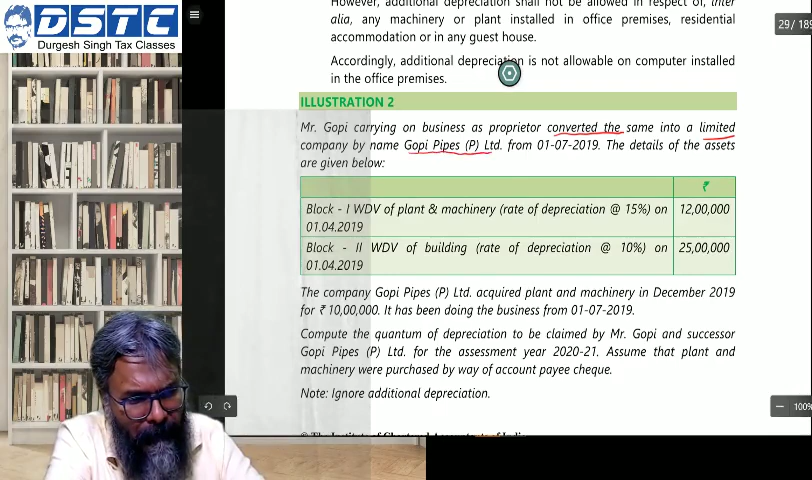 DSTC
Durgesh Singh Tax Classes
However, additional depreciation shall not be allowed in respect of, inter
alia, any machinery or plant installed in office premises, residential
accommodation or in any guest house.
29 / 189
Accordingly, additional depreciation is not allowable on computer installed
in the office premises.
ILLUSTRATION 2
Mr. Gopi carrying on business as proprietor converted the same into a limited
company by name Gopi Pipes (P) Ltd. from 01-07-2019. The details of the assets
are given below:
₹
Block - I WDV of plant & machinery (rate of depreciation @ 15%) on
01.04.2019
12,00,000
Block - II WDV of building (rate of depreciation @ 10%) on
01.04.2019
25,00,000
The company Gopi Pipes (P) Ltd. acquired plant and machinery in December 2019
for ₹ 10,00,000. It has been doing the business from 01-07-2019.
Compute the quantum of depreciation to be claimed by Mr. Gopi and successor
Gopi Pipes (P) Ltd. for the assessment year 2020-21. Assume that plant and
machinery were purchased by way of account payee cheque.
Note: Ignore additional depreciation.
100%
© The Institute of Chartered Accountants of India